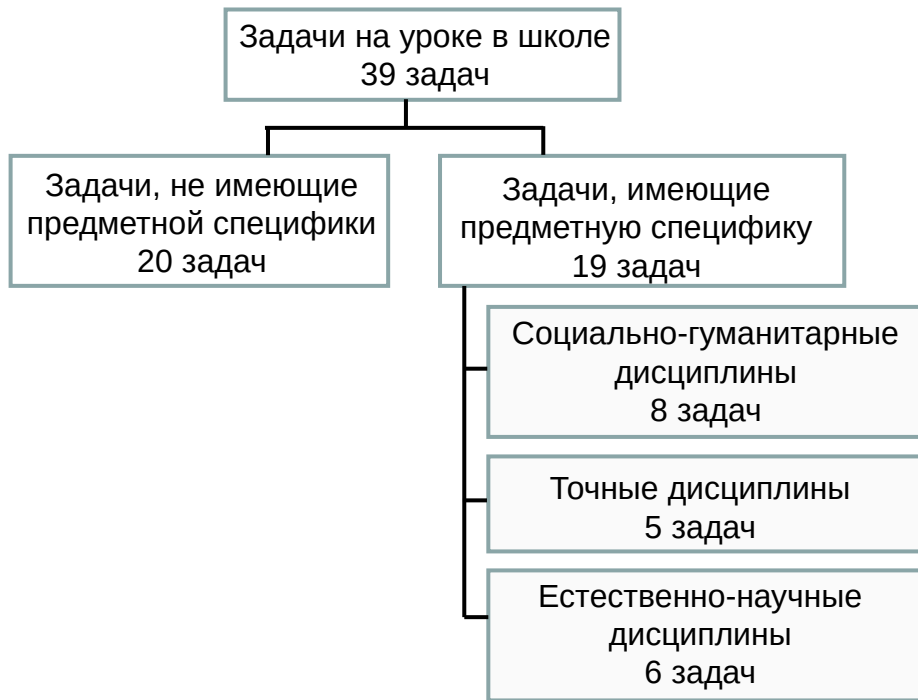 Задачи на уроке в школе
39 задач
Задачи, не имеющие
предметной специфики
20 задач
Задачи, имеющие
предметную специфику
19 задач
Социально-гуманитарные
дисциплины
8 задач
Точные дисциплины
5 задач
Естественно-научные
дисциплины
6 задач